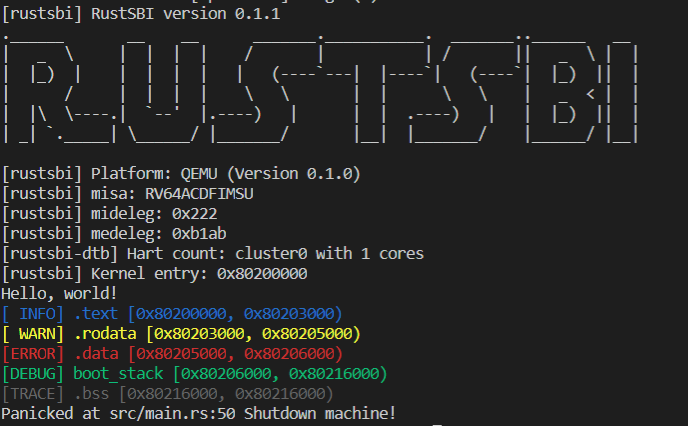 [rustsbi] RustSBI version 0.1.1
RUSTSBI
[rustsbi] Platform: QEMU (Version 0.1.0)
[rustsbi] misa: RV64ACDFIMSU
[rustsbi] mideleg: 0x222
[rustsbi] medeleg: 0xb1ab
[rustsbi-dtb] Hart count: cluster0 with 1 cores
[rustsbi] Kernel entry: 0x80200000
Hello, world!
[ INFO] .text [0x80200000, 0x80203000)
[ WARN] .rodata [0x80203000, 0x80205000)
[ERROR] .data [0x80205000, 0x80206000)
[DEBUG] boot_stack [0x80206000, 0x80216000)
[TRACE] .bss [0x80216000, 0x80216000)
Panicked at src/main.rs:50 Shutdown machine!